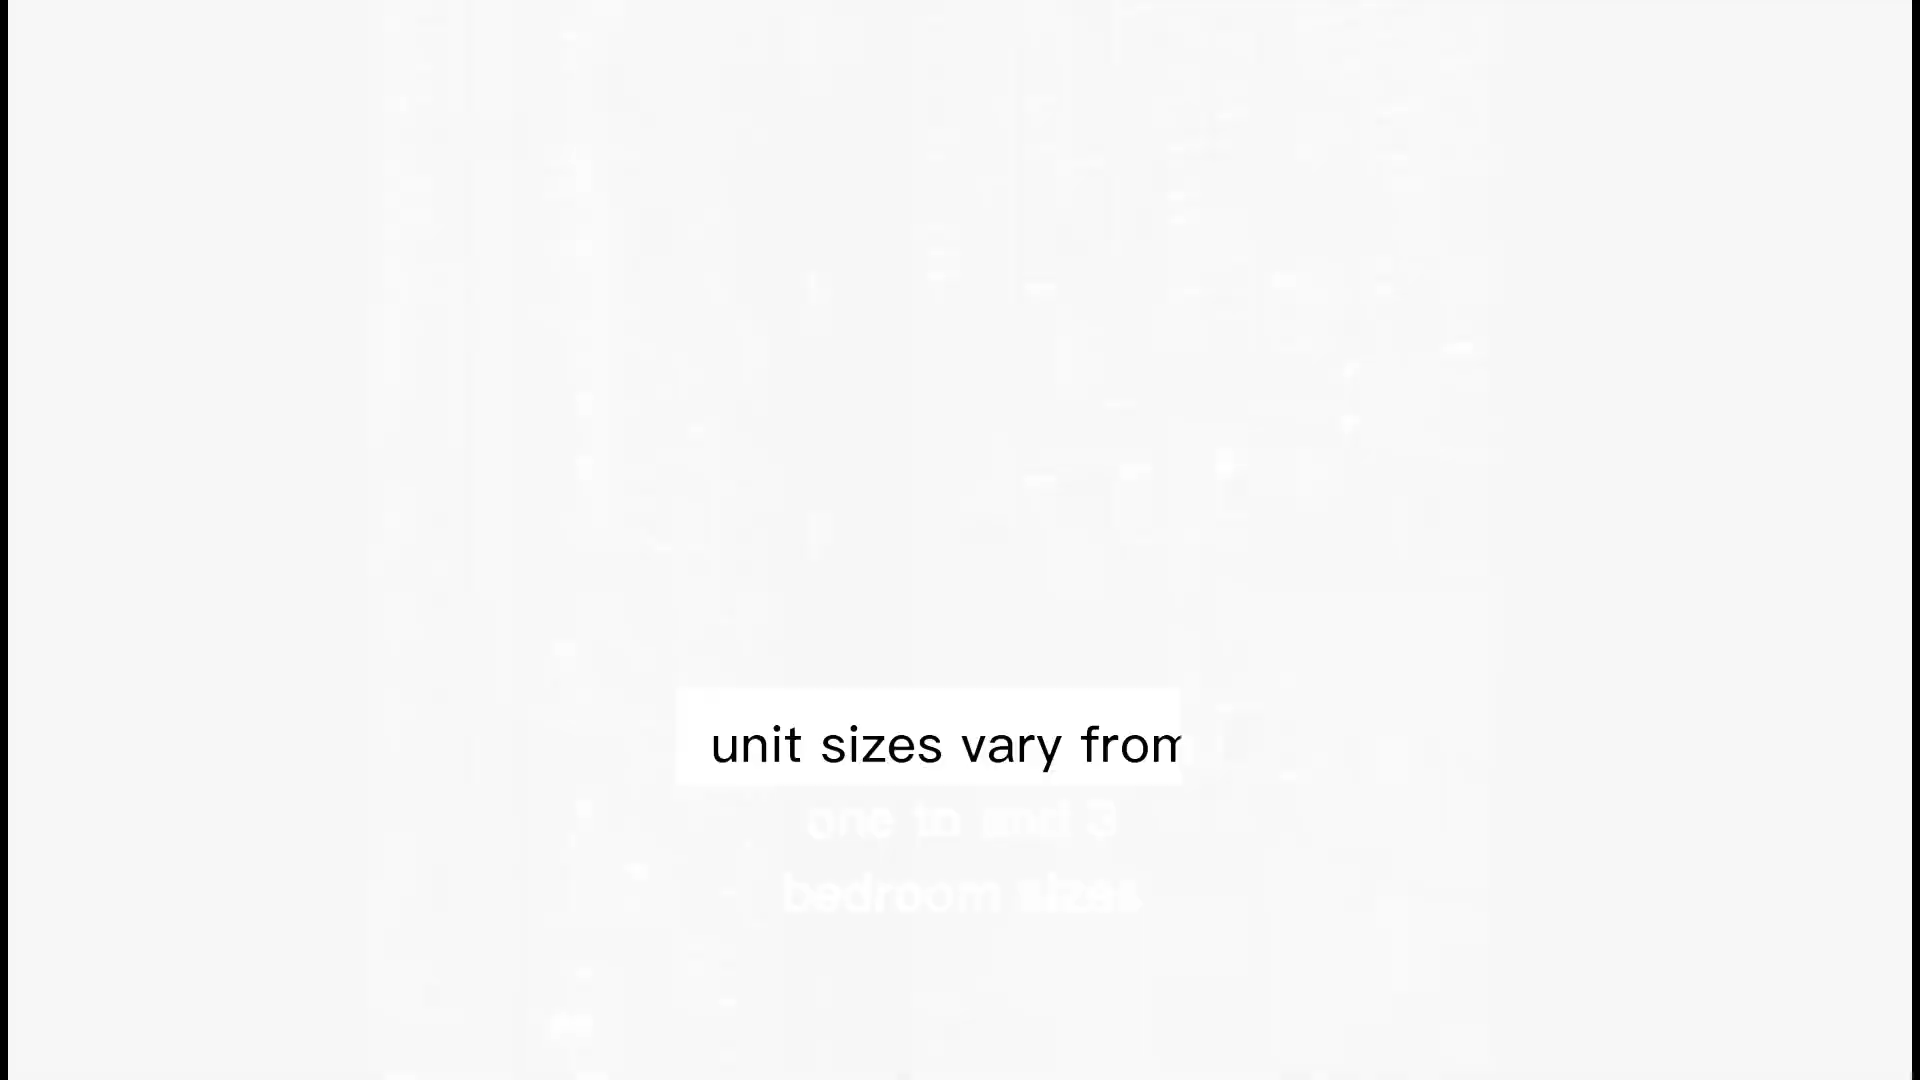 unit sizes vary from
one to and 3
bedroom sizes